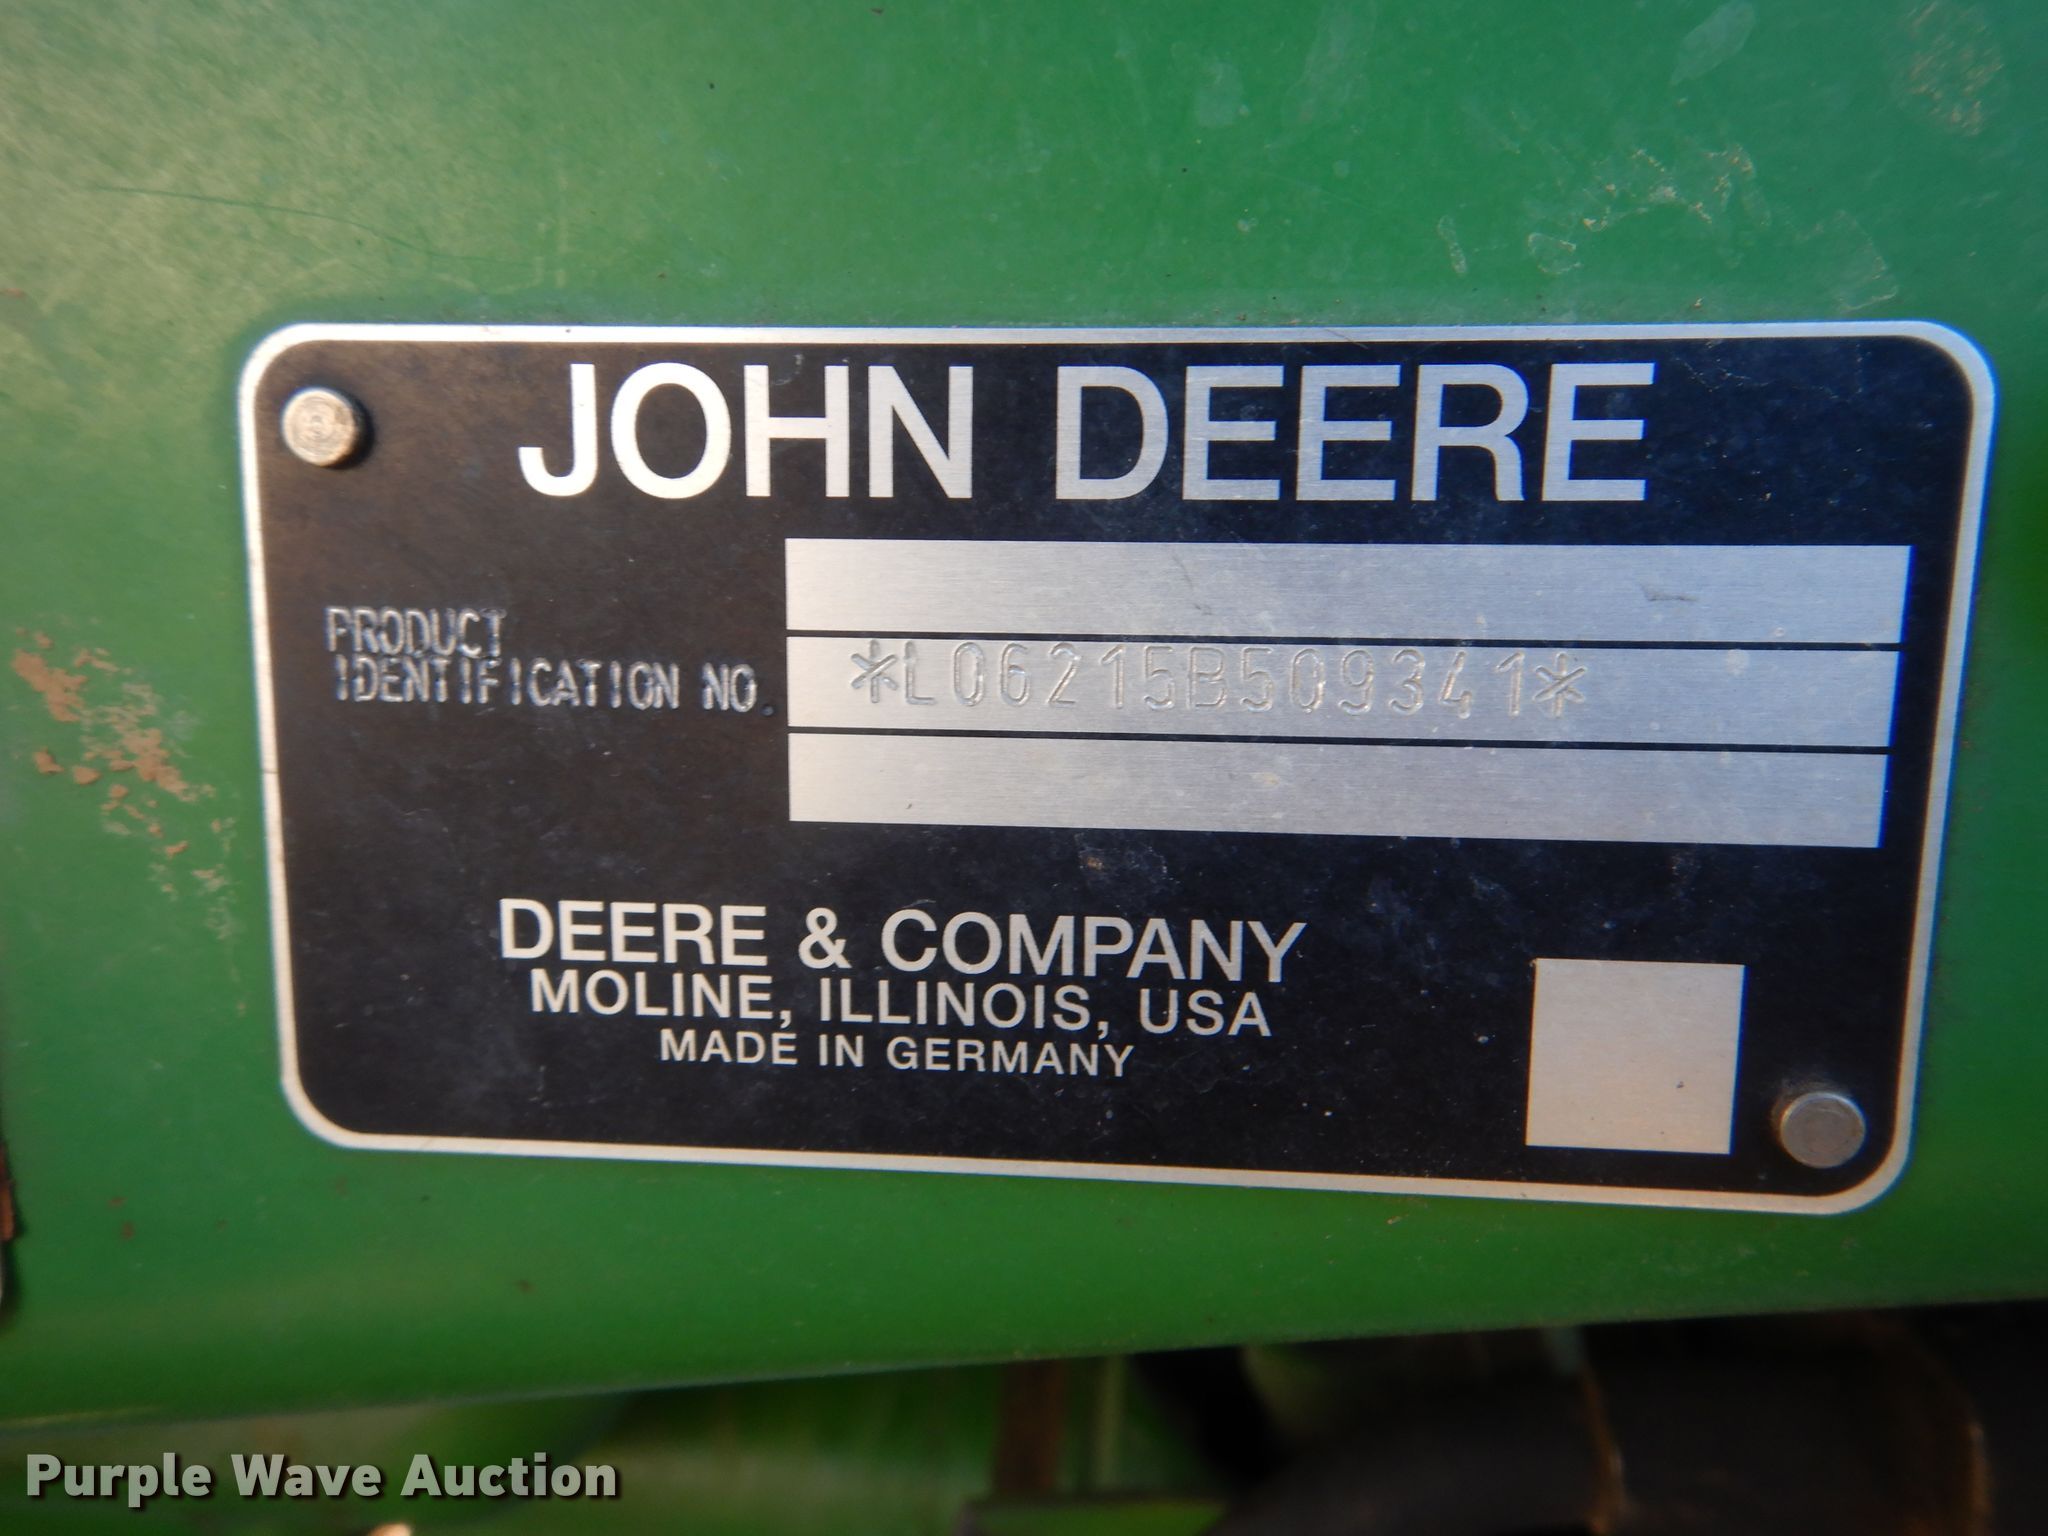 JOHN DEERE
PRODUCT
IDENTIFICATION NO.
*L06215B509341*
DEERE & COMPANY
MOLINE, ILLINOIS, USA
MADE IN GERMANY
Purple Wave Auction